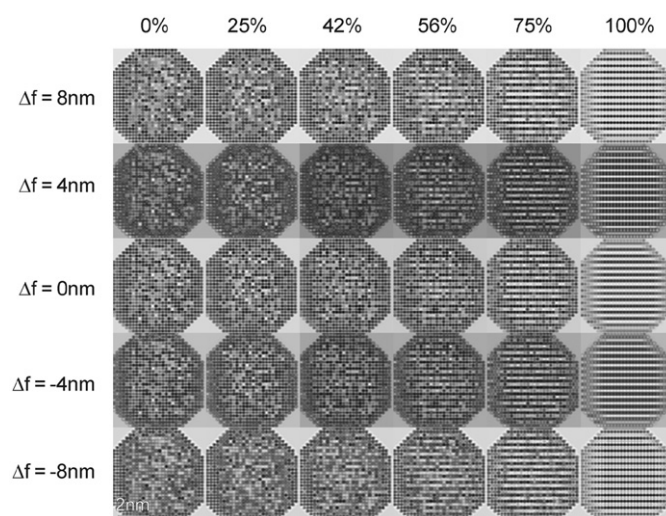 0% 25% 42% 56% 75% 100%
Δf = 8nm
Δf = 4nm
Δf = 0nm
Δf = -4nm
Δf = -8nm
2nm